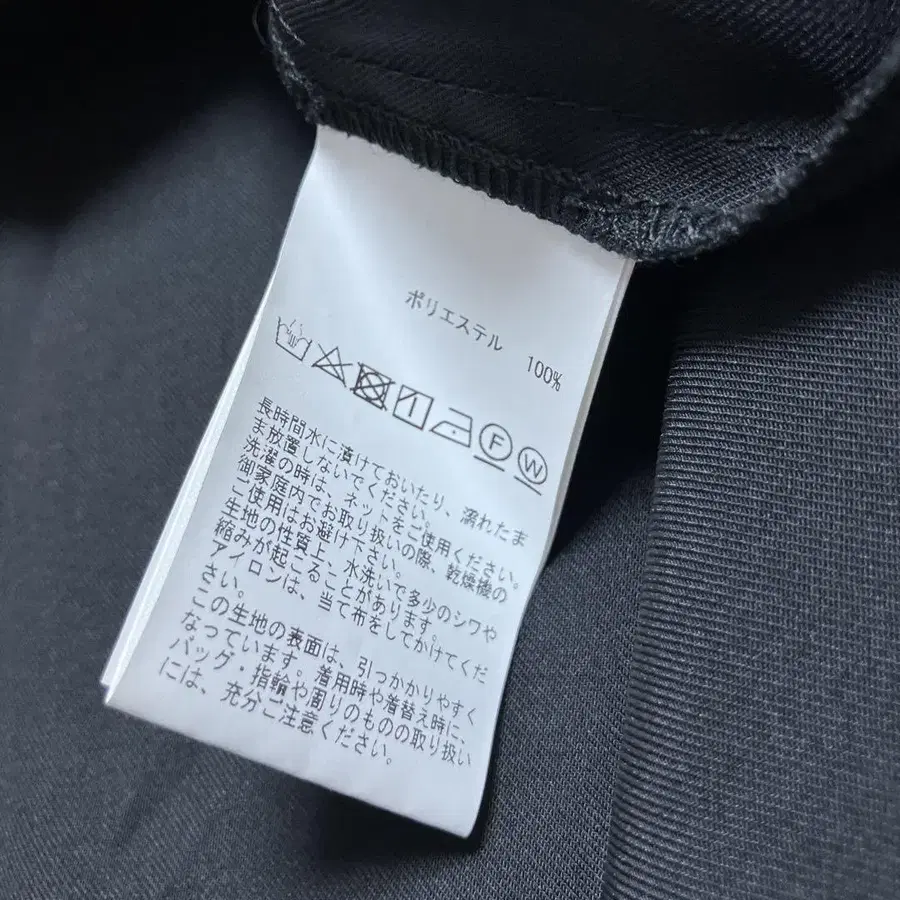 ポリエステル 100%
F W
長時間水に漬けておいたり、濡れたま
ま放置しないでください。
洗濯の時は、ネットをご使用ください。
御家庭内でお取り扱いの際、乾燥機の
ご使用はお避け下さい。
生地の性質上、水洗いで多少のシワや
縮みが起こることがあります。
アイロンは、当て布をしてかけてくだ
さい。
この生地の表面は、引っかかりやすく
なっています。着用時や着替え時に、
バッグ・指輪や周りのものの取り扱い
には、充分ご注意ください。